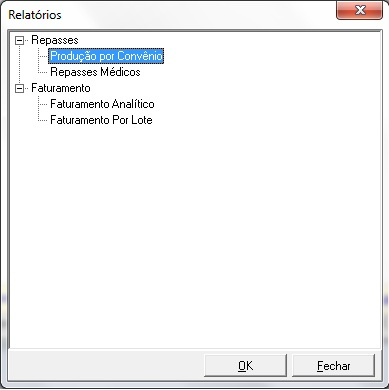 Relatórios
Repasses
Produção por Convênio
Repasses Médicos
Faturamento
Faturamento Analítico
Faturamento Por Lote
OK
Fechar